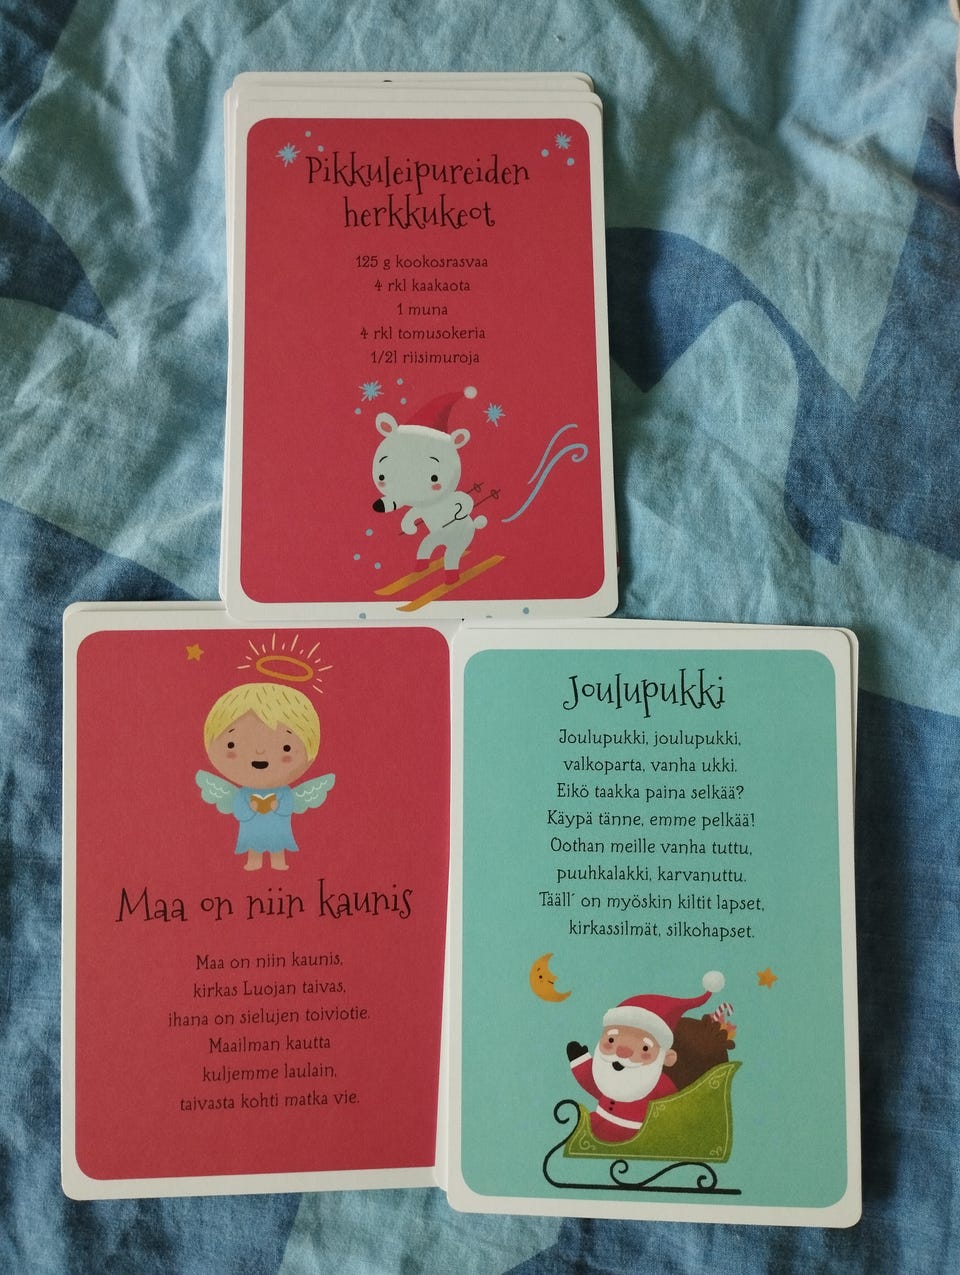 Pikkuleipureiden
herkkukeot
125 g kookosrasvaa
4 rkl kaakaota
1 muna
4 rkl tomusokeria
1/2l riisimuroja
Maa on niin kaunis
Maa on niin kaunis,
kirkas Luojan taivas,
ihana on sielujen toiviotie.
Maailman kautta
kuljemme laulain,
taivasta kohti matka vie.
Joulupukki
Joulupukki, joulupukki,
valkoparta, vanha ukki.
Eikö taakka paina selkää?
Käypä tänne, emme pelkää!
Oothan meille vanha tuttu,
puuhkalakki, karvanuttu.
Tääll´ on myöskin kiltit lapset,
kirkassilmät, silkohapset.